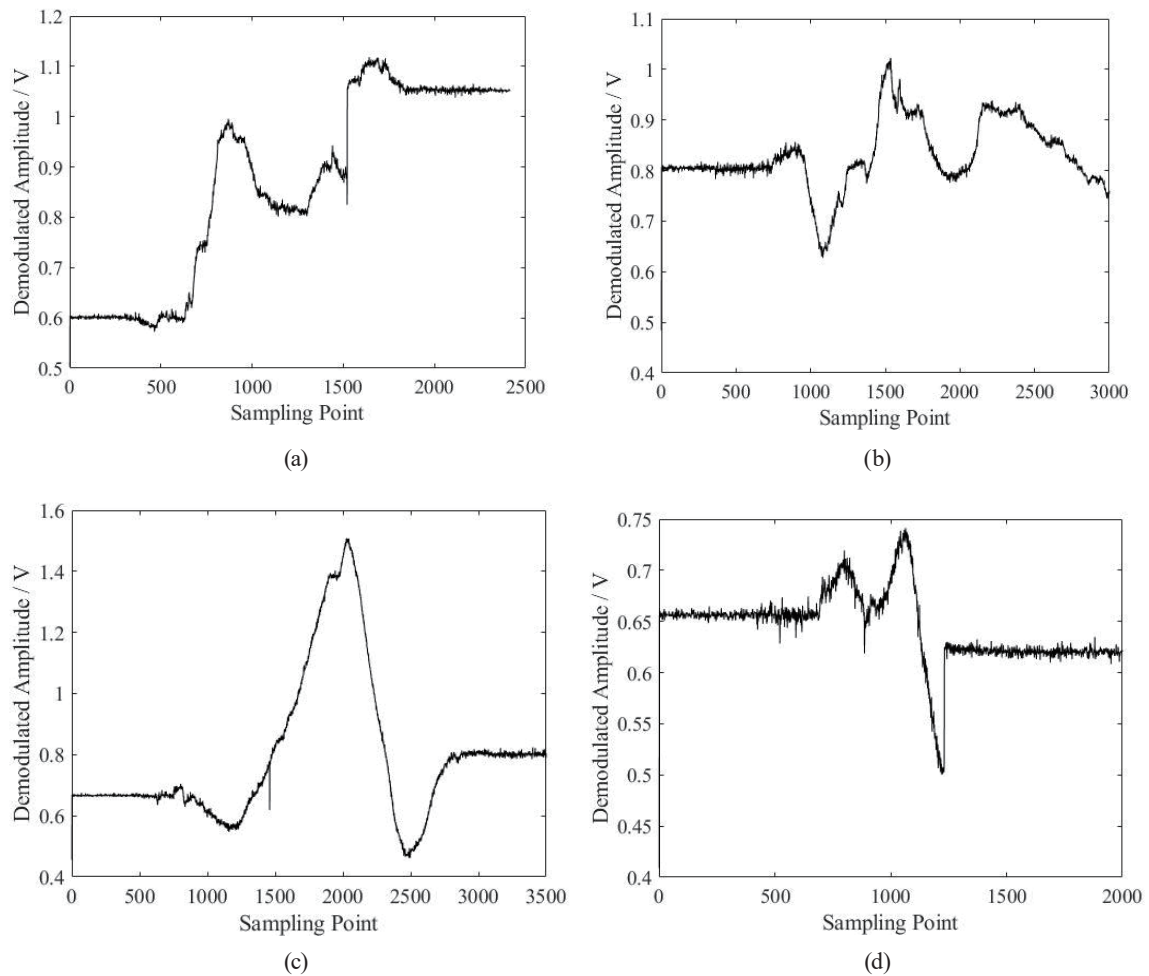 1.2
1.1
1
0.9
0.8
0.7
0.6
0.5
Demodulated Amplitude / V
0 500 1000 1500 2000 2500
Sampling Point
(a)
1.1
1
0.9
0.8
0.7
0.6
0.5
0.4
Demodulated Amplitude / V
0 500 1000 1500 2000 2500 3000
Sampling Point
(b)
1.6
1.4
1.2
1
0.8
0.6
0.4
Demodulated Amplitude / V
0 500 1000 1500 2000 2500 3000 3500
Sampling Point
(c)
0.75
0.7
0.65
0.6
0.55
0.5
0.45
0.4
Demodulated Amplitude / V
0 500 1000 1500 2000
Sampling Point
(d)